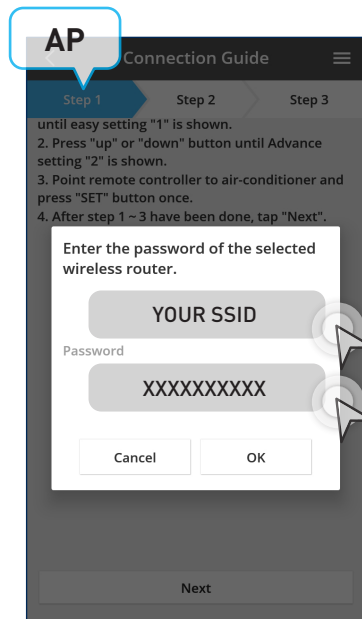 AP
Connection Guide
Step 1
Step 2
Step 3
until easy setting "1" is shown.
2. Press "up" or "down" button until Advance
setting "2" is shown.
3. Point remote controller to air-conditioner and
press "SET" button once.
4. After step 1 ~ 3 have been done, tap "Next".
Enter the password of the selected
wireless router.
YOUR SSID
Password
XXXXXXXXXX
Cancel
OK
Next